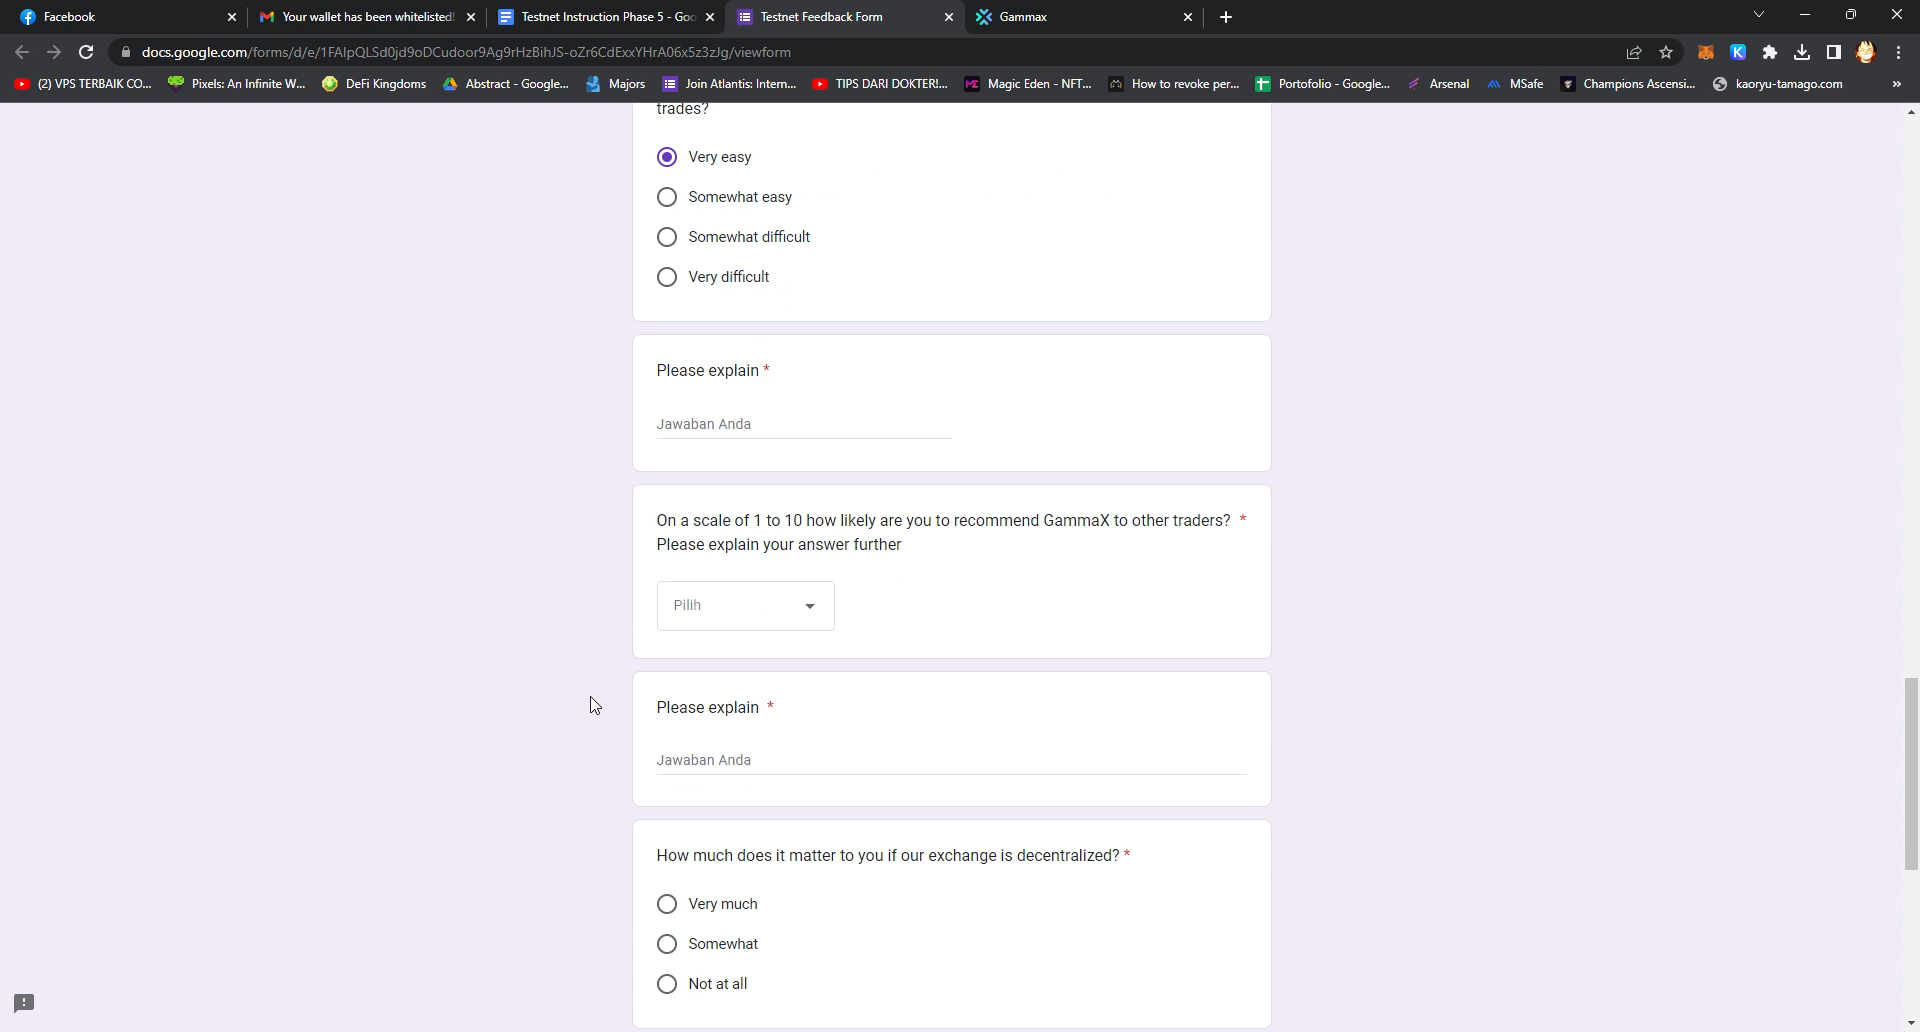 Facebook
Your wallet has been whitelisted!
Testnet Instruction Phase 5 - Goo
Testnet Feedback Form
Gammax
docs.google.com/forms/d/e/1FAIpQLSd0jd9oDCudoor9Ag9rHzBihJS-oZr6CdExxYHrA06x5z3zJg/viewform
(2) VPS TERBAIK CO...
Pixels: An Infinite W...
DeFi Kingdoms
Abstract - Google...
Majors
Join Atlantis: Intern...
TIPS DARI DOKTER!...
Magic Eden - NFT...
How to revoke per...
Portofolio - Google...
Arsenal
MSafe
Champions Ascensi...
kaoryu-tamago.com
»
trades?
Very easy
Somewhat easy
Somewhat difficult
Very difficult
Please explain *
Jawaban Anda
On a scale of 1 to 10 how likely are you to recommend GammaX to other traders? *
Please explain your answer further
Pilih
Please explain *
Jawaban Anda
How much does it matter to you if our exchange is decentralized? *
Very much
Somewhat
Not at all